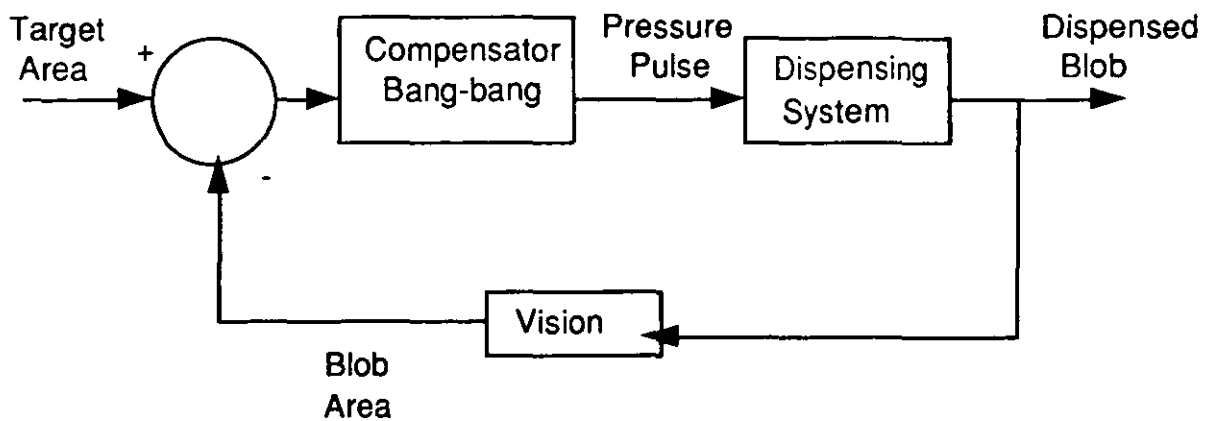 Target
Area
+
Compensator
Bang-bang
Pressure
Pulse
Dispensing
System
Dispensed
Blob
-
Vision
Blob
Area